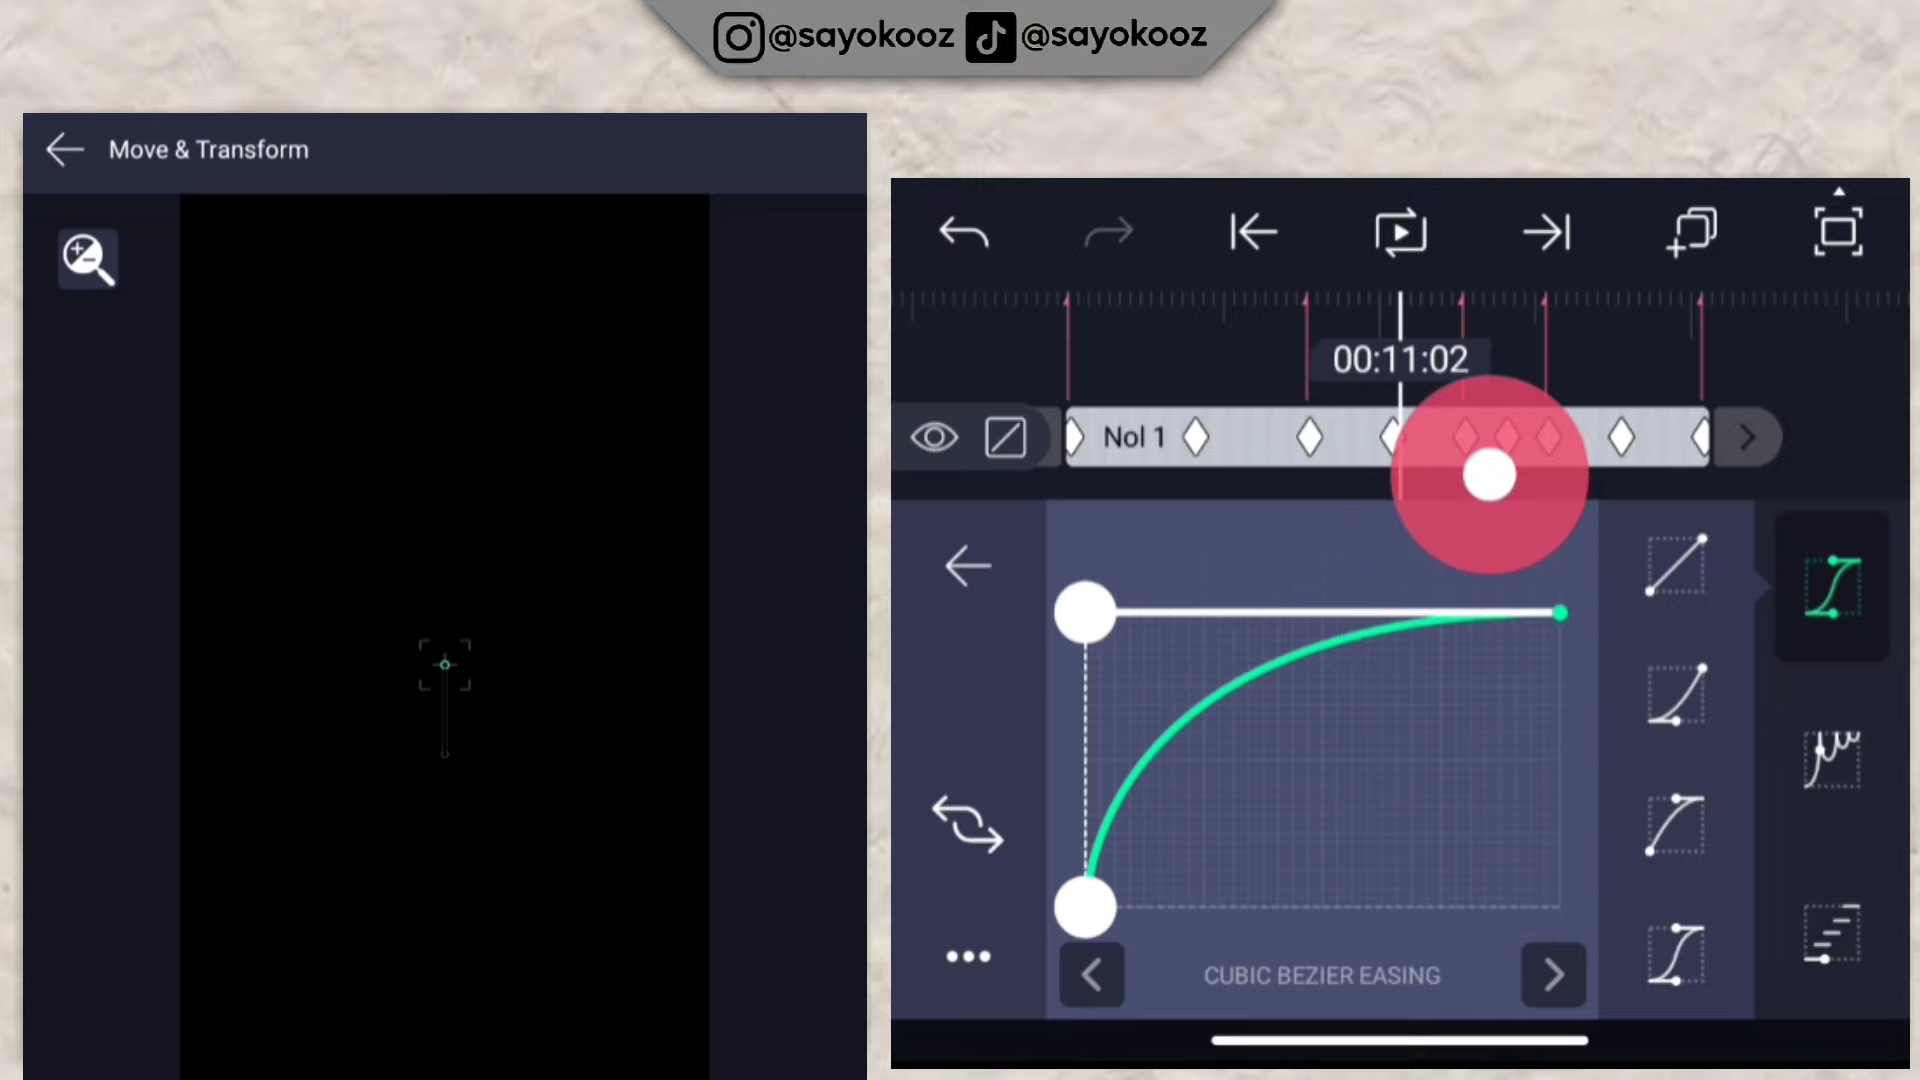 @sayokooz @sayokooz
Move & Transform
00:11:02
Nol 1
CUBIC BEZIER EASING